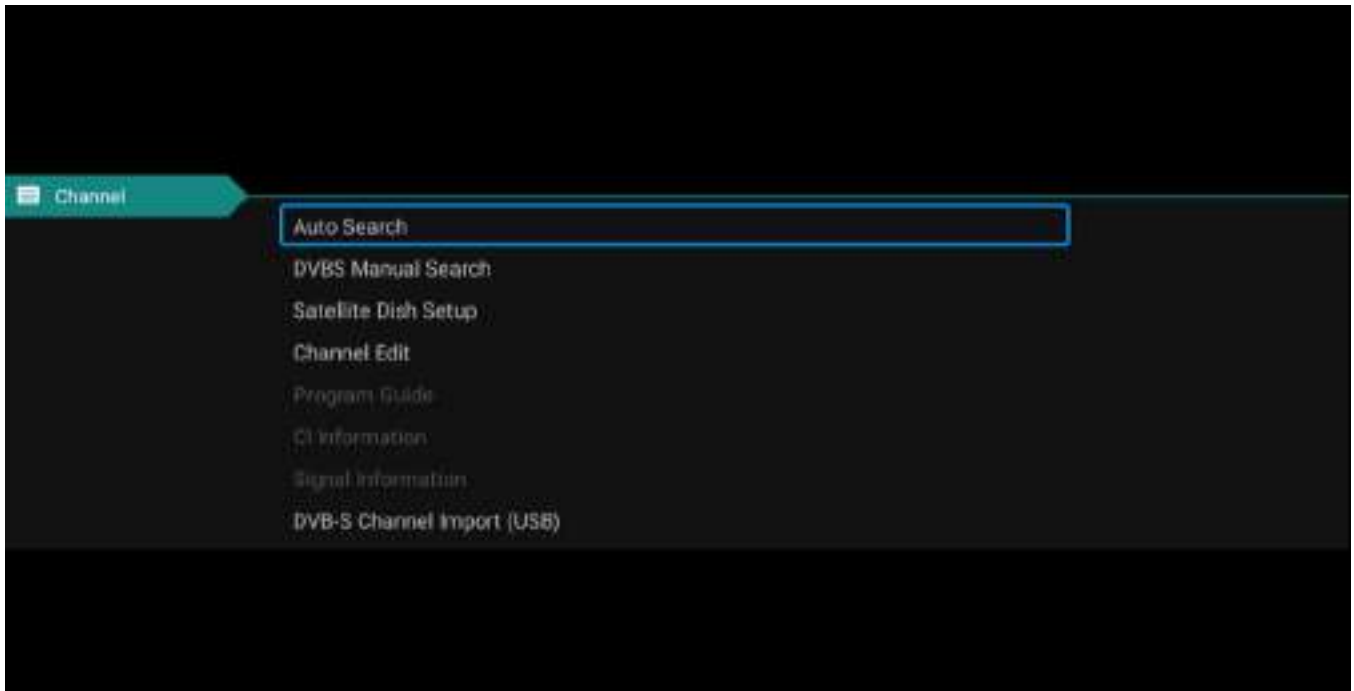 Channel
Auto Search
DVBS Manual Search
Satellite Dish Setup
Channel Edit
Program Guide
CI Information
Signal Information
DVB-S Channel Import (USB)